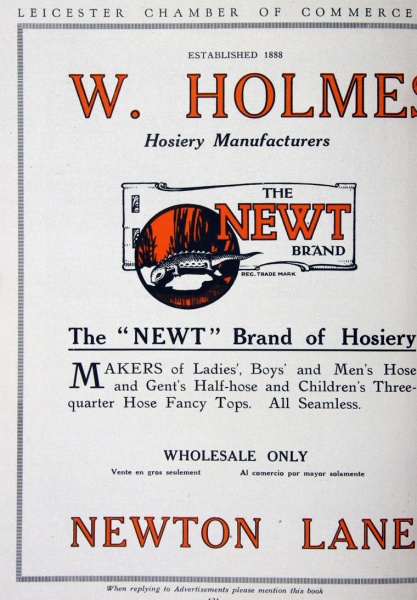 LEICESTER CHAMBER OF COMMERCE
ESTABLISHED 1888
W. HOLMES
Hosiery Manufacturers
THE
NEWT
BRAND
REG. TRADE MARK
The "NEWT" Brand of Hosiery
MAKERS of Ladies', Boys' and Men's Hose
and Gent's Half-hose and Children's Three-
quarter Hose Fancy Tops. All Seamless.
WHOLESALE ONLY
Vente en gros seulement Al comercio por mayor solamente
NEWTON LANE
When replying to Advertisements please mention this book